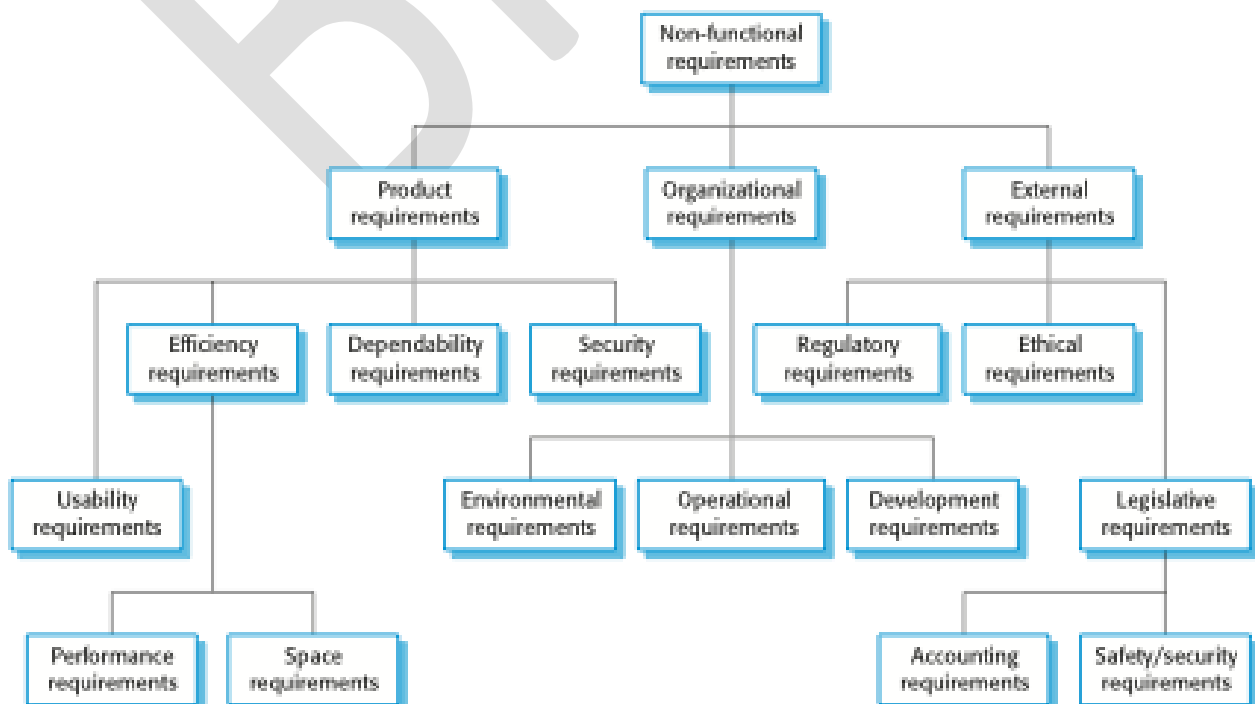 Non-functional
requirements
Product
requirements
Organizational
requirements
External
requirements
Efficiency
requirements
Dependability
requirements
Security
requirements
Regulatory
requirements
Ethical
requirements
Usability
requirements
Environmental
requirements
Operational
requirements
Development
requirements
Legislative
requirements
Performance
requirements
Space
requirements
Accounting
requirements
Safety/security
requirements